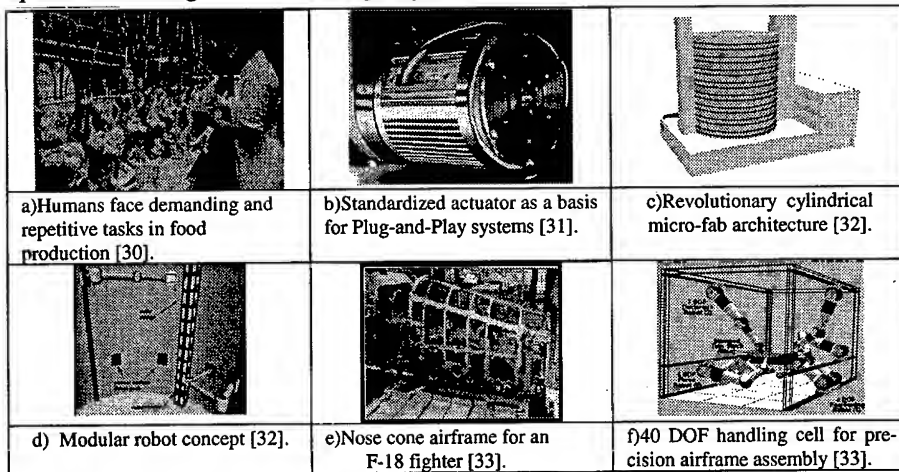 a)Humans face demanding and
repetitive tasks in food
production [30].
b)Standardized actuator as a basis
for Plug-and-Play systems [31].
c)Revolutionary cylindrical
micro-fab architecture [32].
d) Modular robot concept [32].
e)Nose cone airframe for an
F-18 fighter [33].
f)40 DOF handling cell for pre-
cision airframe assembly [33].